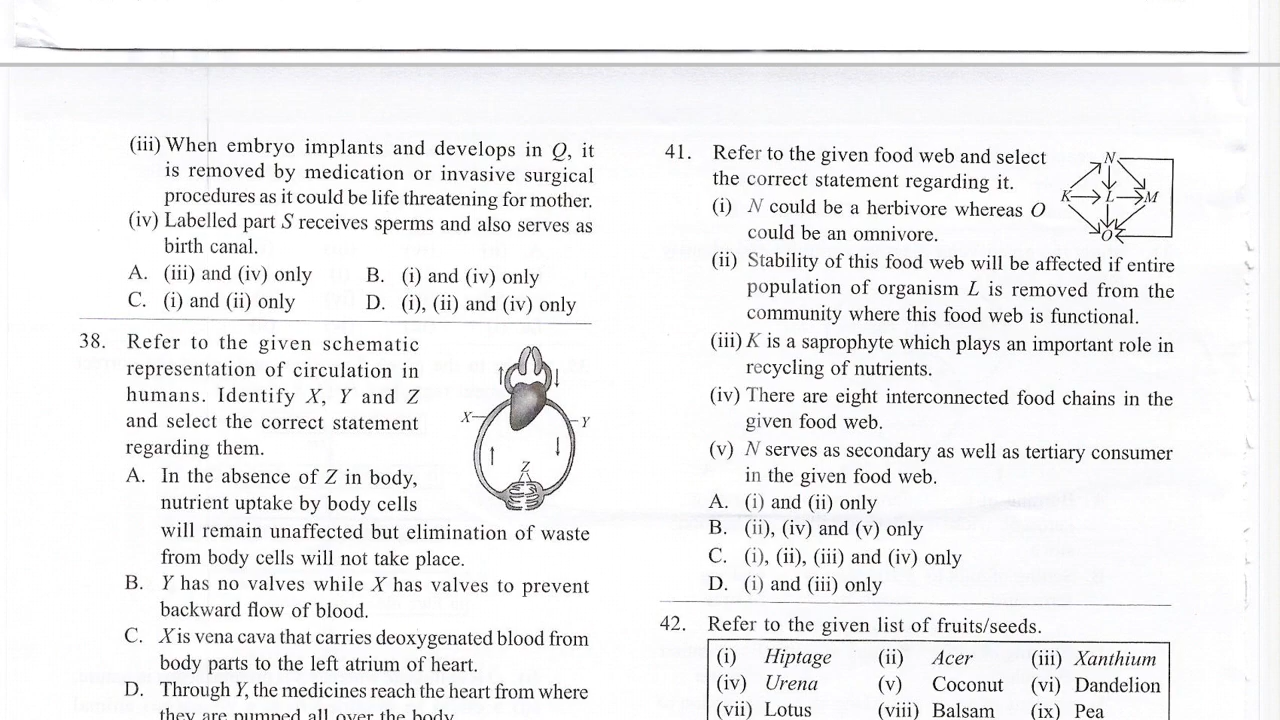 (iii) When embryo implants and develops in Q, it
is removed by medication or invasive surgical
procedures as it could be life threatening for mother.
(iv) Labelled part S receives sperms and also serves as
birth canal.
A. (iii) and (iv) only B. (i) and (iv) only
C. (i) and (ii) only D. (i), (ii) and (iv) only
38. Refer to the given schematic
representation of circulation in
humans. Identify X, Y and Z
and select the correct statement
regarding them.
X
Y
Z
A. In the absence of Z in body,
nutrient uptake by body cells
will remain unaffected but elimination of waste
from body cells will not take place.
B. Y has no valves while X has valves to prevent
backward flow of blood.
C. X is vena cava that carries deoxygenated blood from
body parts to the left atrium of heart.
D. Through Y, the medicines reach the heart from where
they are pumped all over the body.
41. Refer to the given food web and select
the correct statement regarding it.
N
K L M
O
(i) N could be a herbivore whereas O
could be an omnivore.
(ii) Stability of this food web will be affected if entire
population of organism L is removed from the
community where this food web is functional.
(iii) K is a saprophyte which plays an important role in
recycling of nutrients.
(iv) There are eight interconnected food chains in the
given food web.
(v) N serves as secondary as well as tertiary consumer
in the given food web.
A. (i) and (ii) only
B. (ii), (iv) and (v) only
C. (i), (ii), (iii) and (iv) only
D. (i) and (iii) only
42. Refer to the given list of fruits/seeds.
(i) Hiptage (ii) Acer (iii) Xanthium
(iv) Urena (v) Coconut (vi) Dandelion
(vii) Lotus (viii) Balsam (ix) Pea